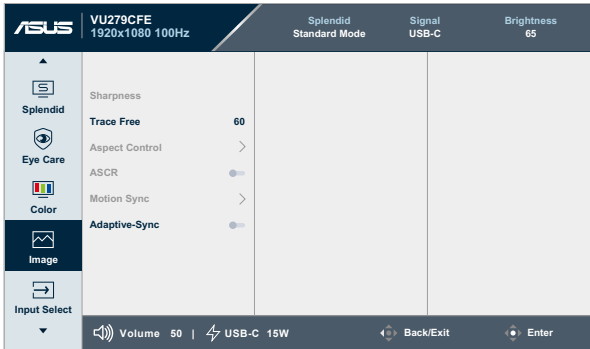 ASUS
VU279CFE
1920x1080 100Hz
Splendid
Standard Mode
Signal
USB-C
Brightness
65
Splendid
Eye Care
Color
Image
Input Select
Sharpness
Trace Free 60
Aspect Control
ASCR
Motion Sync
Adaptive-Sync
Volume 50 | USB-C 15W
Back/Exit
Enter